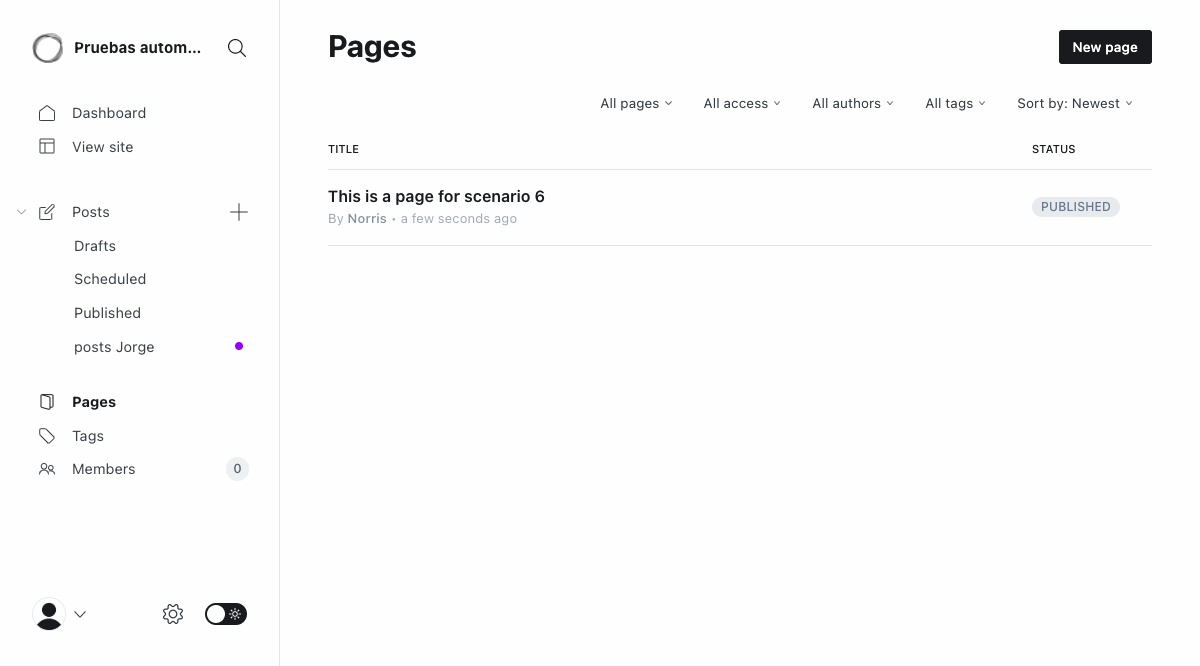 Pruebas autom...
Dashboard
View site
Posts
Drafts
Scheduled
Published
posts Jorge
Pages
Tags
Members 0
Pages
New page
All pages All access All authors All tags Sort by: Newest
TITLE STATUS
This is a page for scenario 6
By Norris • a few seconds ago
PUBLISHED